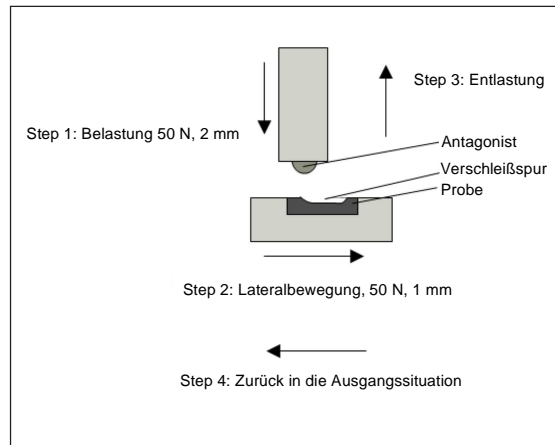 Step 3: Entlastung
Step 1: Belastung 50 N, 2 mm
Antagonist
Verschleißspur
Probe
Step 2: Lateralbewegung, 50 N, 1 mm
Step 4: Zurück in die Ausgangssituation